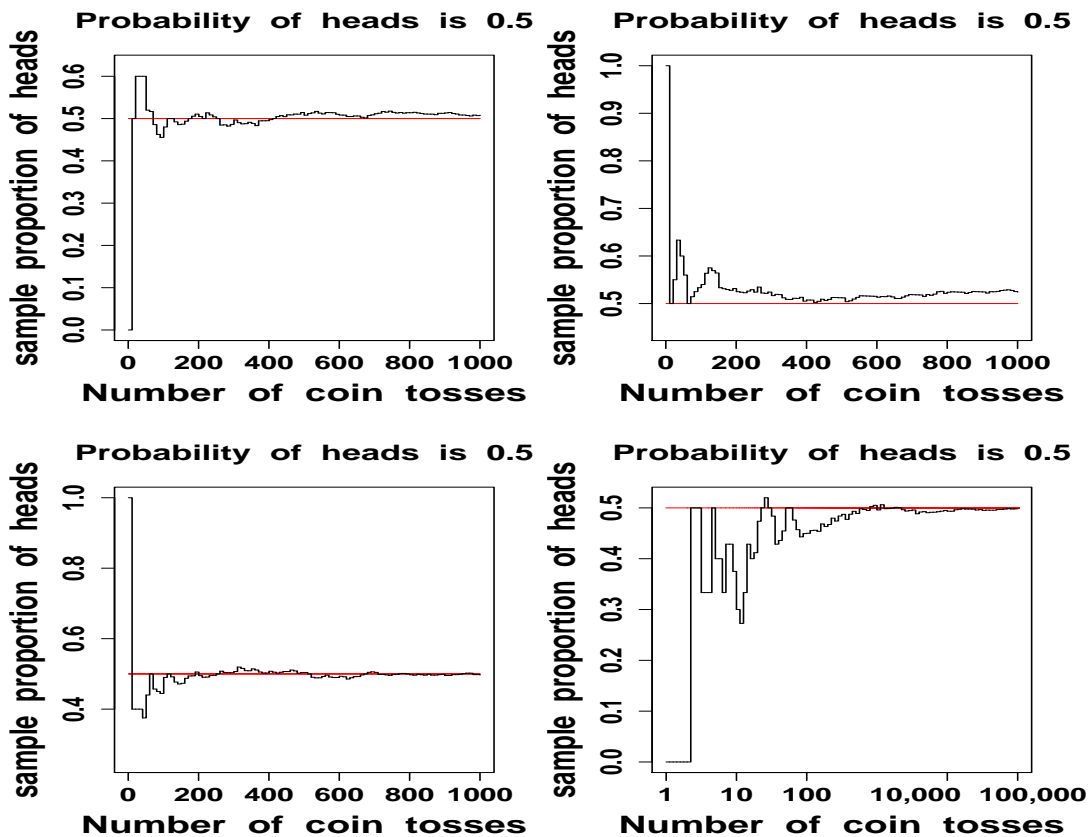 Probability of heads is 0.5
sample proportion of heads
0.6
0.5
0.4
0.3
0.2
0.1
0.0
0 200 400 600 800 1000
Number of coin tosses
Probability of heads is 0.5
sample proportion of heads
1.0
0.9
0.8
0.7
0.6
0.5
0 200 400 600 800 1000
Number of coin tosses
Probability of heads is 0.5
sample proportion of heads
1.0
0.8
0.6
0.4
0 200 400 600 800 1000
Number of coin tosses
Probability of heads is 0.5
sample proportion of heads
0.5
0.4
0.3
0.2
0.1
0.0
1 10 100 10,000 100,000
Number of coin tosses